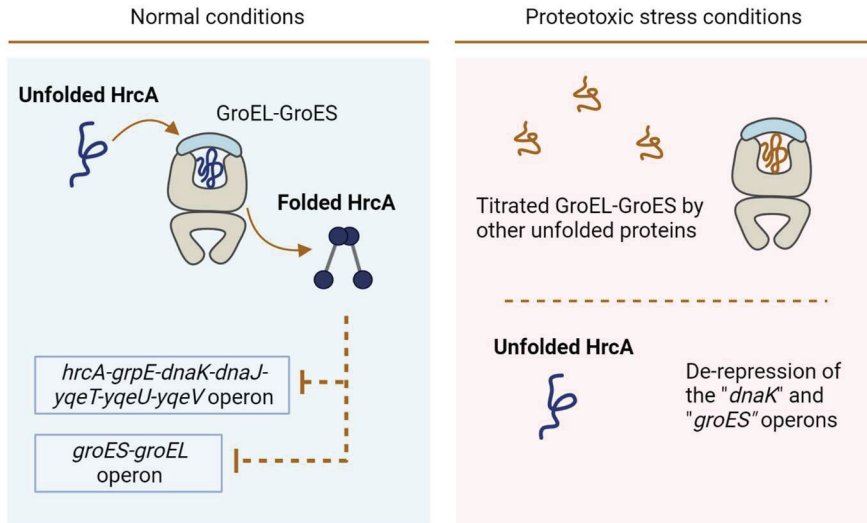 Normal conditions
Unfolded HrcA
GroEL-GroES
Folded HrcA
hrcA-grpE-dnaK-dnaJ-
yqeT-yqeU-yqeV operon
groES-groEL
operon
Proteotoxic stress conditions
Titrated GroEL-GroES by
other unfolded proteins
Unfolded HrcA
De-repression of
the "dnaK" and
"groES" operons